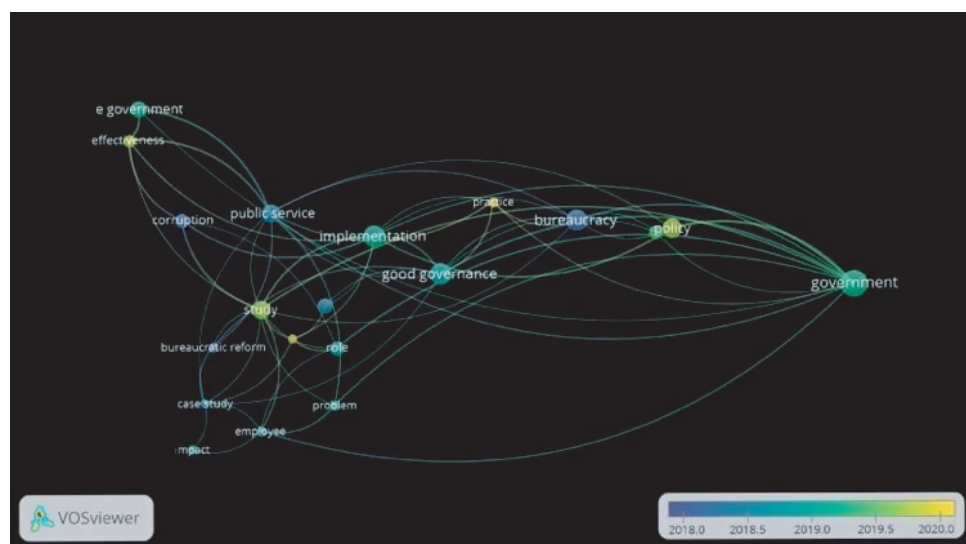 e government
effectiveness
practice
corruption
public service
bureaucracy
policy
implementation
good governance
government
study
bureaucratic reform
role
case study
problem
employee
mpact
VOSviewer
2018.0 2018.5 2019.0 2019.5 2020.0